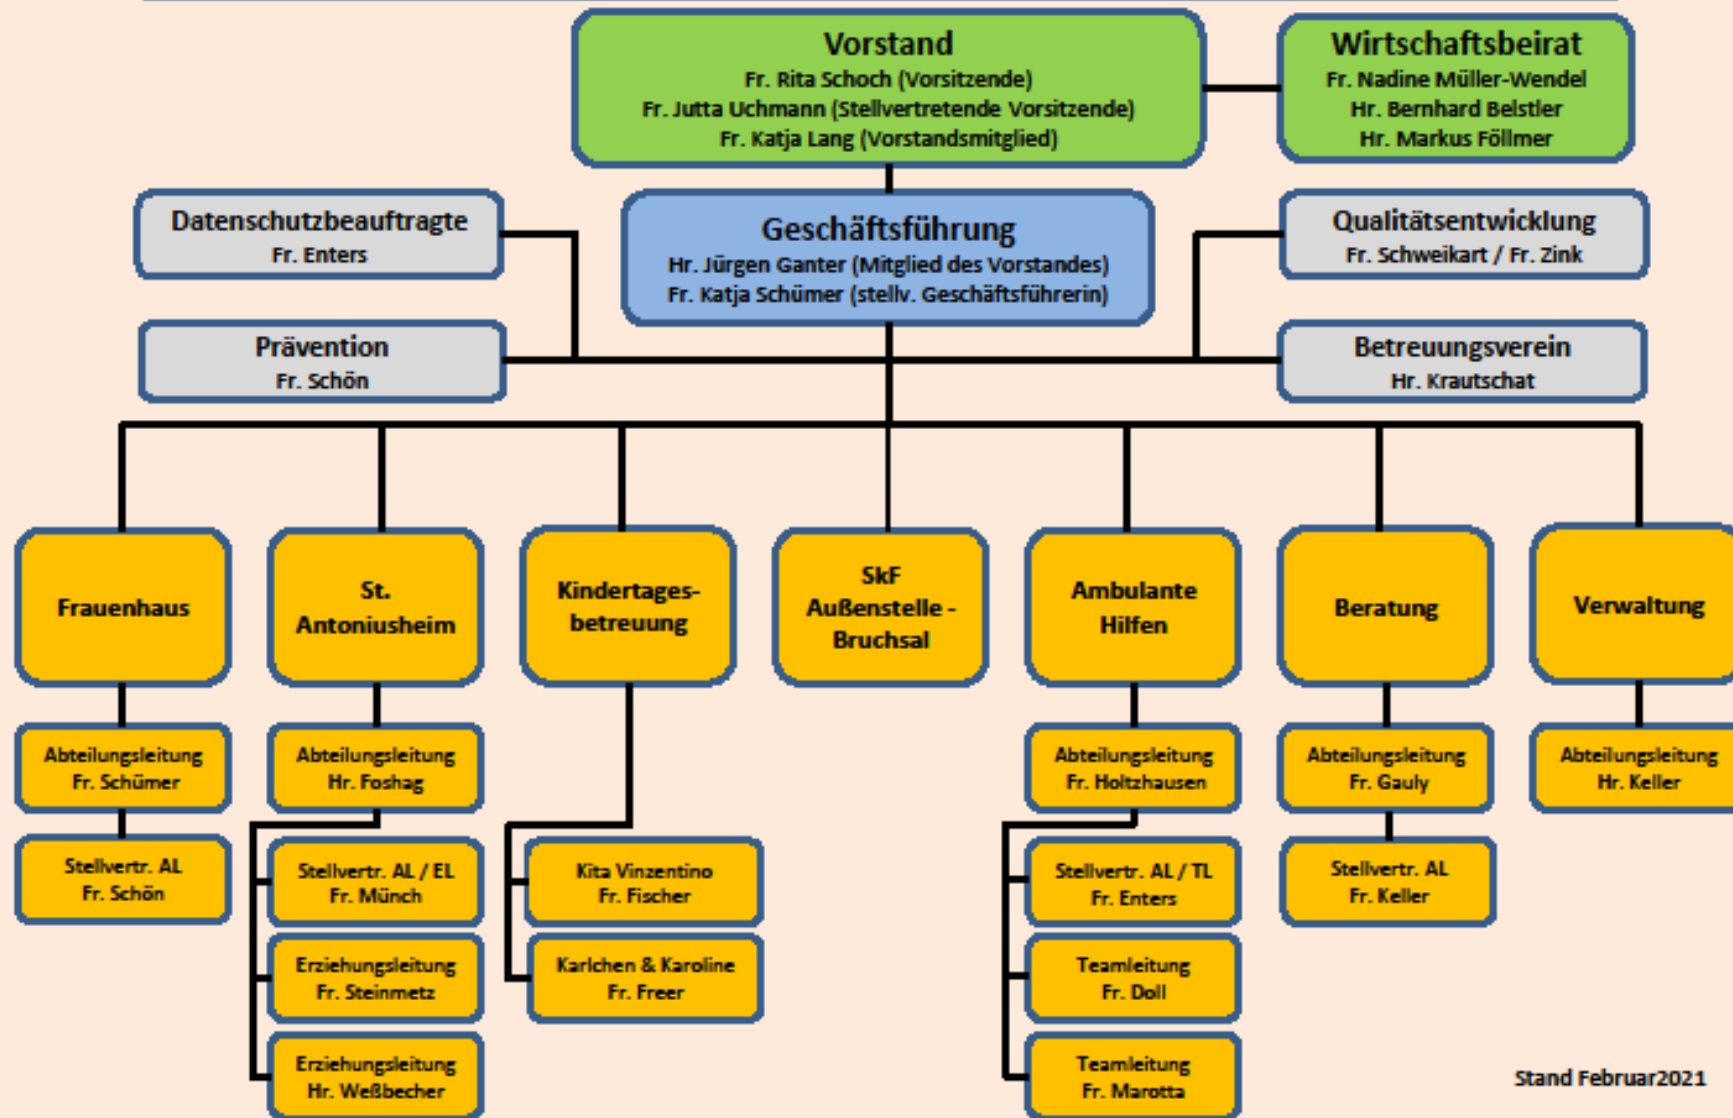 Vorstand
Fr. Rita Schoch (Vorsitzende)
Fr. Jutta Uchmann (Stellvertretende Vorsitzende)
Fr. Katja Lang (Vorstandsmitglied)
Wirtschaftsbeirat
Fr. Nadine Müller-Wendel
Hr. Bernhard Belstler
Hr. Markus Föllmer
Datenschutzbeauftragte
Fr. Enters
Geschäftsführung
Hr. Jürgen Ganter (Mitglied des Vorstandes)
Fr. Katja Schümer (stellv. Geschäftsführerin)
Qualitätsentwicklung
Fr. Schweikart / Fr. Zink
Prävention
Fr. Schön
Betreuungsverein
Hr. Krautschat
Frauenhaus
St.
Antoniusheim
Kindertages-
betreuung
SkF
Außenstelle -
Bruchsal
Ambulante
Hilfen
Beratung
Verwaltung
Abteilungsleitung
Fr. Schümer
Abteilungsleitung
Hr. Foshag
Abteilungsleitung
Fr. Holtzhausen
Abteilungsleitung
Fr. Gauly
Abteilungsleitung
Hr. Keller
Stellvertr. AL
Fr. Schön
Stellvertr. AL / EL
Fr. Münch
Kita Vinzentino
Fr. Fischer
Stellvertr. AL / TL
Fr. Enters
Stellvertr. AL
Fr. Keller
Erziehungsleitung
Fr. Steinmetz
Karlchen & Karoline
Fr. Freer
Teamleitung
Fr. Doll
Erziehungsleitung
Hr. Weßbecher
Teamleitung
Fr. Marotta
Stand Februar2021